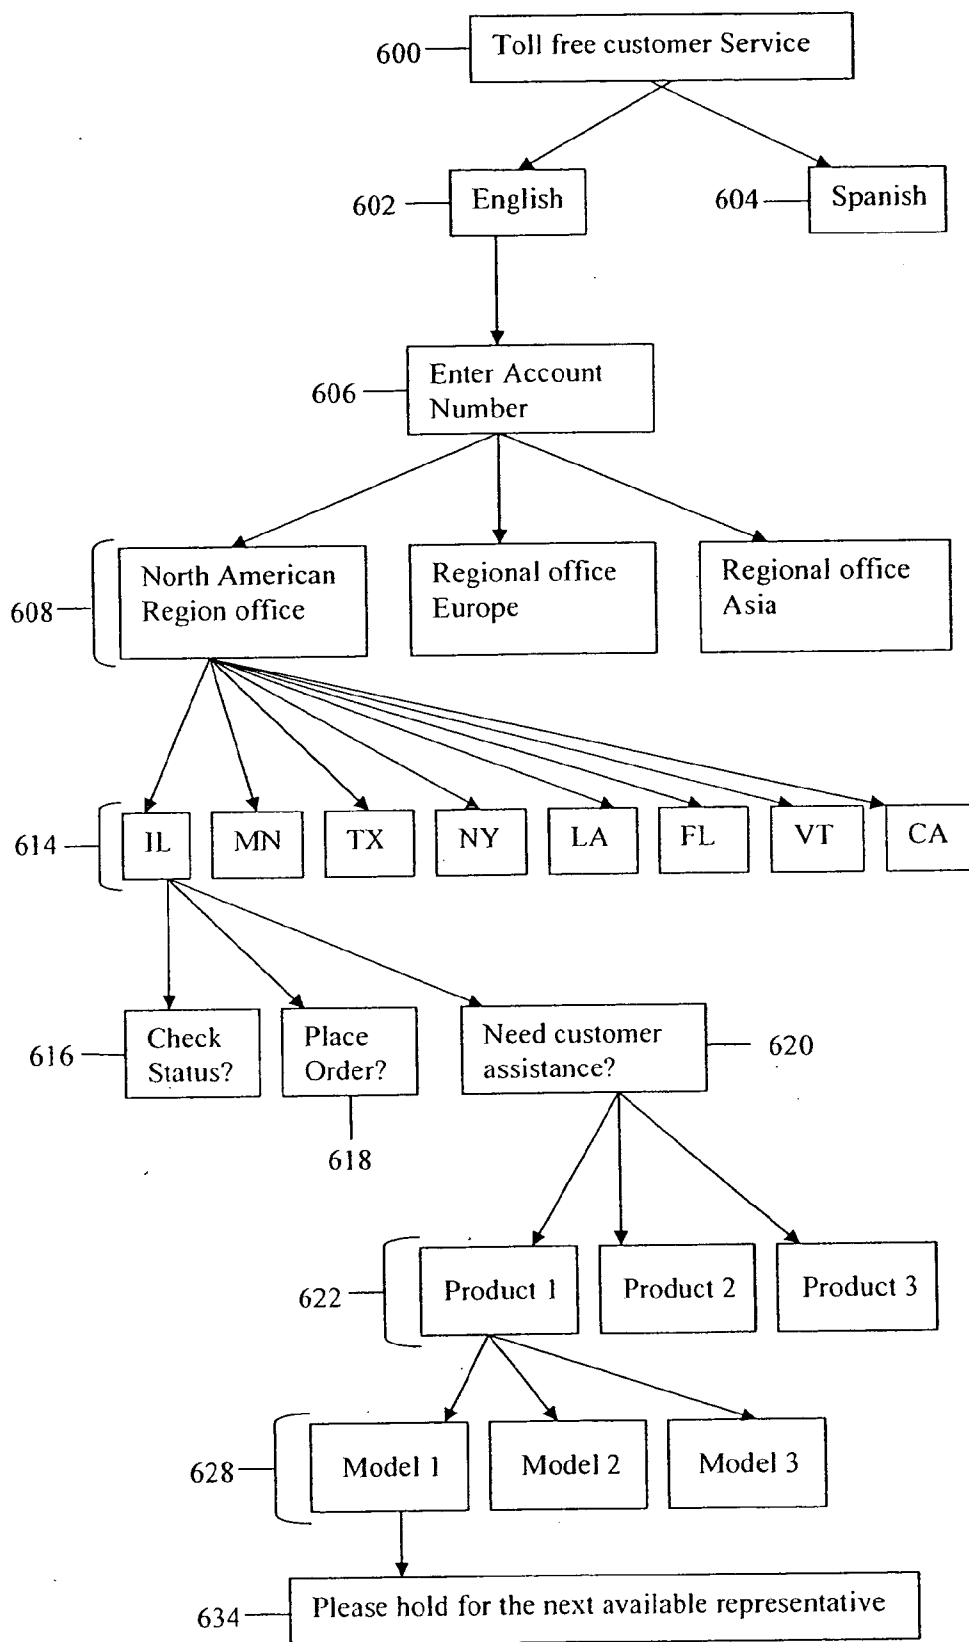 600
Toll free customer Service
602
English
604
Spanish
606
Enter Account
Number
608
North American
Region office
Regional office
Europe
Regional office
Asia
614
IL
MN
TX
NY
LA
FL
VT
CA
616
Check
Status?
Place
Order?
618
Need customer
assistance?
620
622
Product 1
Product 2
Product 3
628
Model 1
Model 2
Model 3
634
Please hold for the next available representative